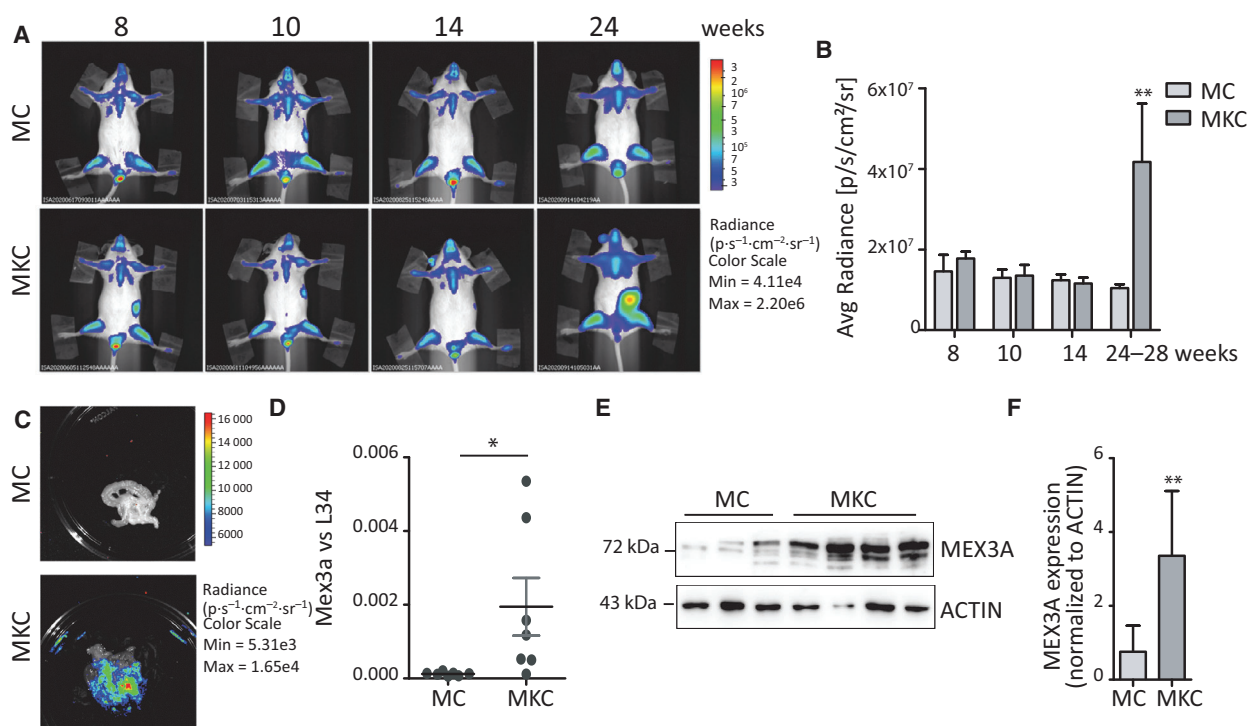 A
8 10 14 24 weeks
MC
MKC
3
2
10⁶
7
5
3
10⁵
7
5
3
Radiance
(p·s⁻¹·cm⁻²·sr⁻¹)
Color Scale
Min = 4.11e4
Max = 2.20e6
B
MC
MKC
**
Avg Radiance [p/s/cm²/sr]
6x10⁷
4x10⁷
2x10⁷
0
8 10 14 24–28 weeks
C
MC
MKC
16 000
14 000
12 000
10 000
8000
6000
Radiance
(p·s⁻¹·cm⁻²·sr⁻¹)
Color Scale
Min = 5.31e3
Max = 1.65e4
D
*
Mex3a vs L34
0.006
0.004
0.002
0.000
MC MKC
E
MC MKC
72 kDa MEX3A
43 kDa ACTIN
F
**
MEX3A expression
(normalized to ACTIN)
6
4
2
0
MC MKC